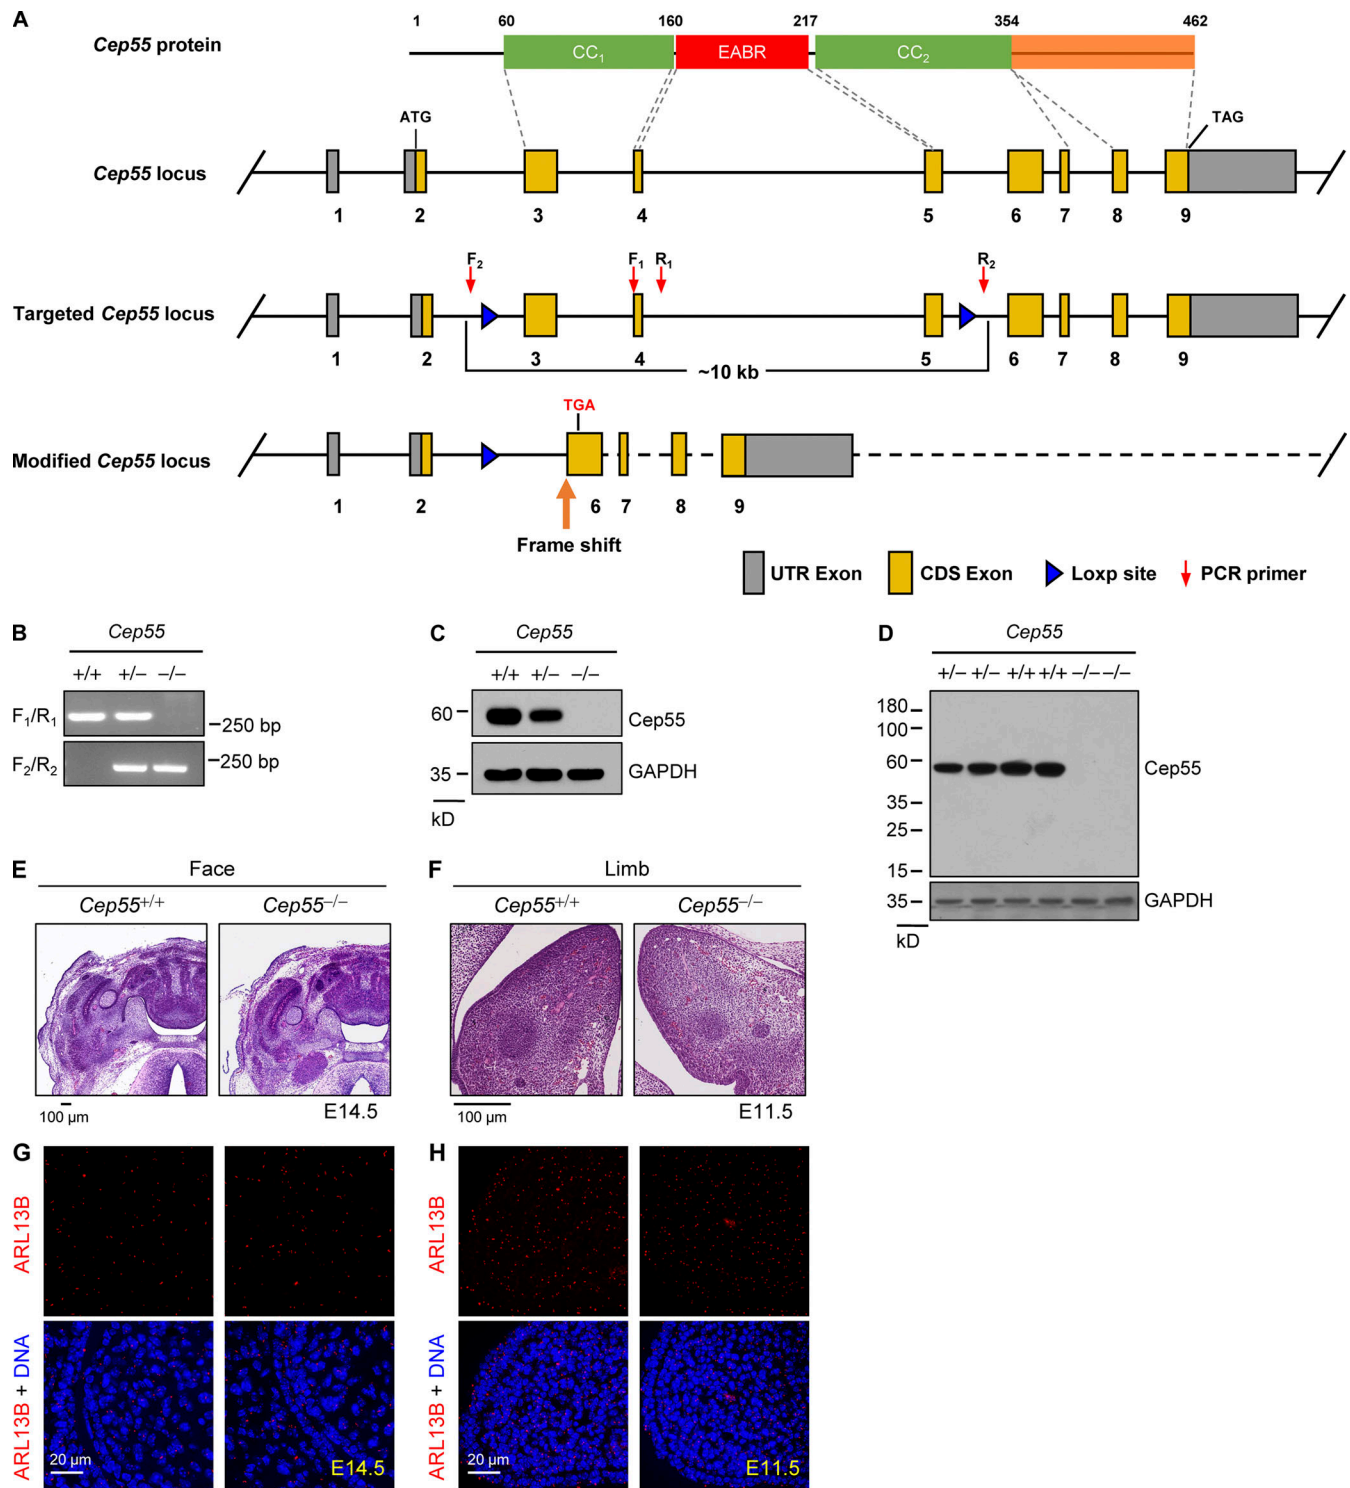 A
1 60 160 217 354 462
Cep55 protein
CC1 EABR CC2
ATG TAG
Cep55 locus
1 2 3 4 5 6 7 8 9
F2 F1 R1 R2
Targeted Cep55 locus
1 2 3 4 5 6 7 8 9
~10 kb
TGA
Modified Cep55 locus
1 2 6 7 8 9
Frame shift
UTR Exon CDS Exon Loxp site PCR primer
B
Cep55
+/+ +/– –/–
F1/R1 –250 bp
F2/R2 –250 bp
C
Cep55
+/+ +/– –/–
60 – Cep55
35 – GAPDH
kD
D
Cep55
+/– +/– +/+ +/+ –/– –/–
180 –
100 –
60 – Cep55
35 –
25 –
15 –
35 – GAPDH
kD
E
Face
Cep55+/+ Cep55–/–
100 µm E14.5
F
Limb
Cep55+/+ Cep55–/–
100 µm E11.5
G
ARL13B
ARL13B + DNA
20 µm E14.5
H
ARL13B
ARL13B + DNA
20 µm E11.5